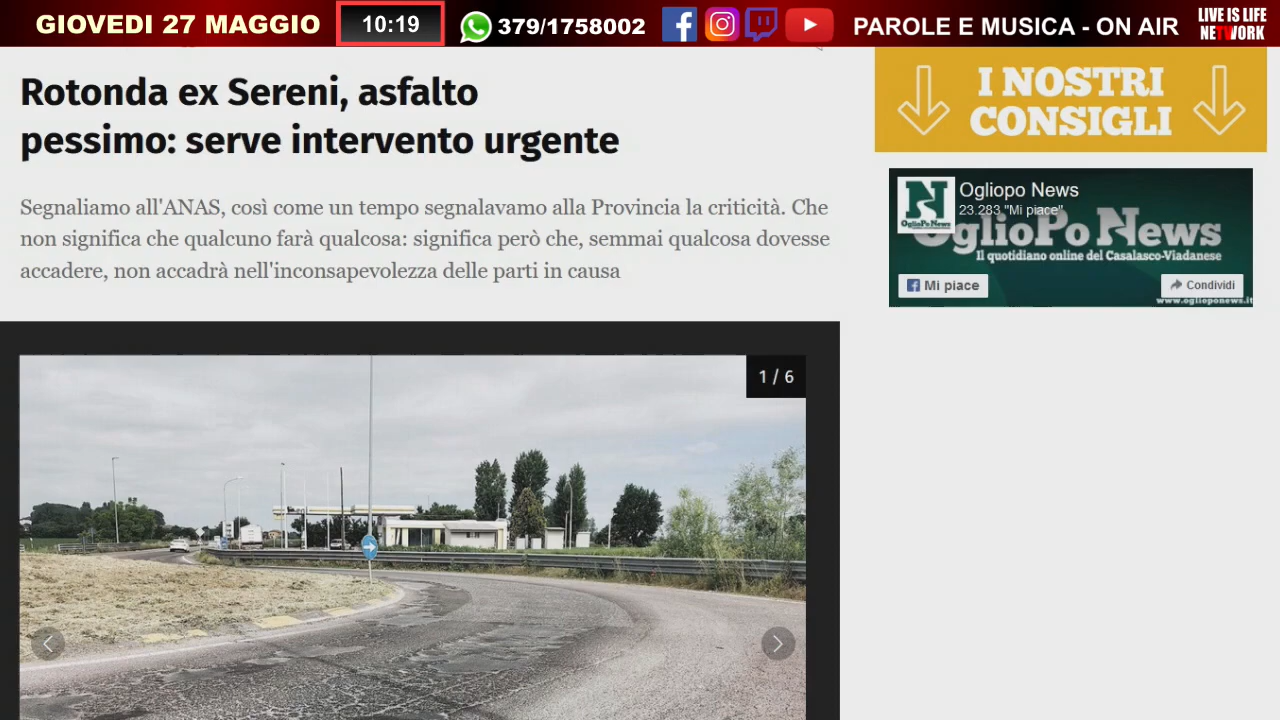 GIOVEDI 27 MAGGIO
10:19
379/1758002
PAROLE E MUSICA - ON AIR
LIVE IS LIFE
NETWORK
Rotonda ex Sereni, asfalto
pessimo: serve intervento urgente
Segnaliamo all'ANAS, così cone un tempo segnalavamo alla Provincia la criticità. Che
non significa che qualcuno farà qualcosa: significa però che, semmai qualcosa dovesse
accadere, non accadrà nell'inconsapevolezza delle parti in causa
1 / 6
I NOSTRI
CONSIGLI
N
OglioPo News
Ogliopo News
23.283 "Mi piace"
OglioPo News
Il quotidiano online del Casalasco-Viadanese
Mi piace
Condividi
www.oglioponews.it